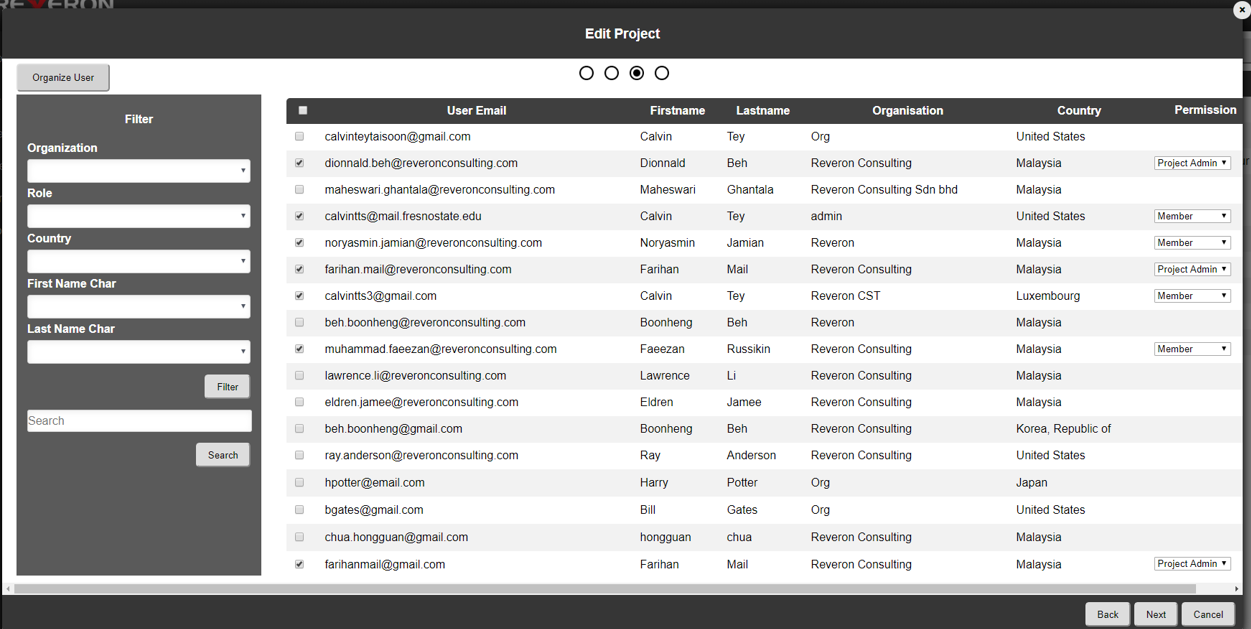 REVERON
Edit Project
Organize User
Filter
Organization
Role
Country
First Name Char
Last Name Char
Filter
Search
Search
User Email Firstname Lastname Organisation Country Permission
calvinteytaisoon@gmail.com Calvin Tey Org United States
dionnald.beh@reveronconsulting.com Dionnald Beh Reveron Consulting Malaysia Project Admin
maheswari.ghantala@reveronconsulting.com Maheswari Ghantala Reveron Consulting Sdn bhd Malaysia
calvintts@mail.fresnostate.edu Calvin Tey admin United States Member
noryasmin.jamian@reveronconsulting.com Noryasmin Jamian Reveron Malaysia Member
farihan.mail@reveronconsulting.com Farihan Mail Reveron Consulting Malaysia Project Admin
calvintts3@gmail.com Calvin Tey Reveron CST Luxembourg Member
beh.boonheng@reveronconsulting.com Boonheng Beh Reveron Malaysia
muhammad.faeezan@reveronconsulting.com Faeezan Russikin Reveron Consulting Malaysia Member
lawrence.li@reveronconsulting.com Lawrence Li Reveron Consulting Malaysia
eldren.jamee@reveronconsulting.com Eldren Jamee Reveron Consulting Malaysia
beh.boonheng@gmail.com Boonheng Beh Reveron Consulting Korea, Republic of
ray.anderson@reveronconsulting.com Ray Anderson Reveron Consulting United States
hpotter@email.com Harry Potter Org Japan
bgates@gmail.com Bill Gates Org United States
chua.hongguan@gmail.com hongguan chua Reveron Consulting Malaysia
farihanmail@gmail.com Farihan Mail Reveron Consulting Malaysia Project Admin
Back Next Cancel